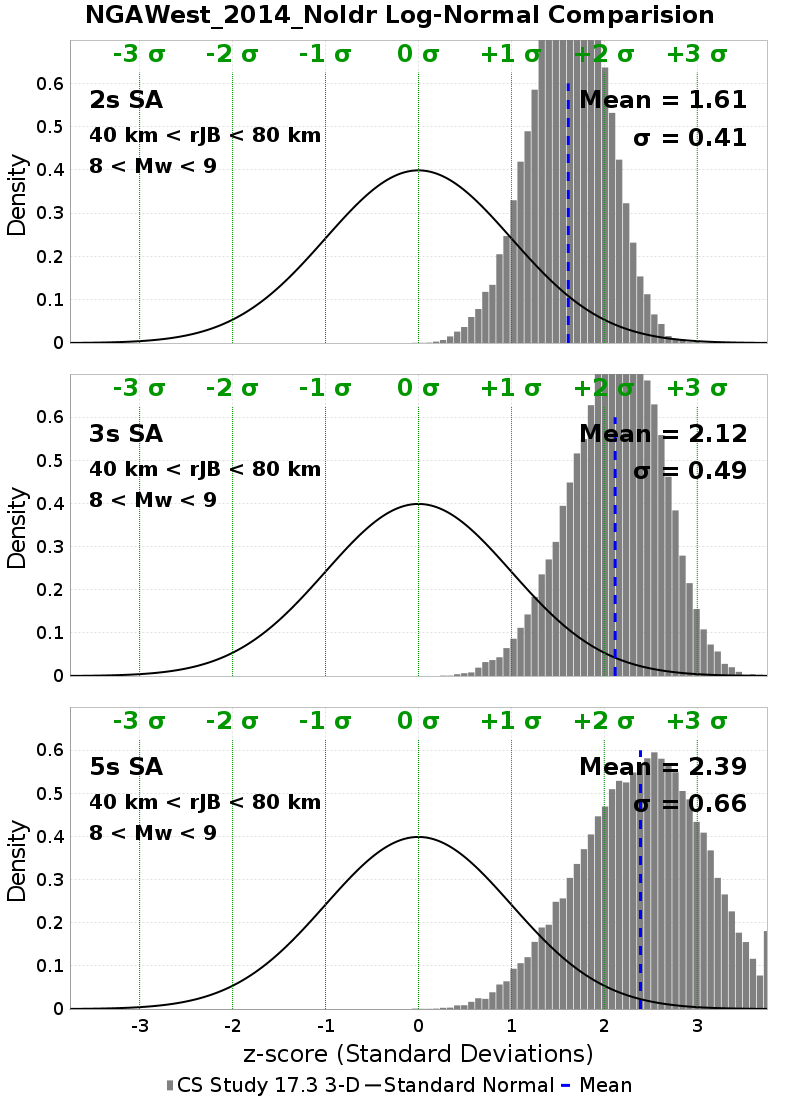 NGAWest_2014_NoIdr Log-Normal Comparision
-3 σ -2 σ -1 σ 0 σ +1 σ +2 σ +3 σ
2s SA
40 km < rJB < 80 km
8 < Mw < 9
Mean = 1.61
σ = 0.41
Density
0.6
0.5
0.4
0.3
0.2
0.1
0
-3 σ -2 σ -1 σ 0 σ +1 σ +2 σ +3 σ
3s SA
40 km < rJB < 80 km
8 < Mw < 9
Mean = 2.12
σ = 0.49
Density
0.6
0.5
0.4
0.3
0.2
0.1
0
-3 σ -2 σ -1 σ 0 σ +1 σ +2 σ +3 σ
5s SA
40 km < rJB < 80 km
8 < Mw < 9
Mean = 2.39
σ = 0.66
Density
0.6
0.5
0.4
0.3
0.2
0.1
0
-3 -2 -1 0 1 2 3
z-score (Standard Deviations)
CS Study 17.3 3-D Standard Normal Mean